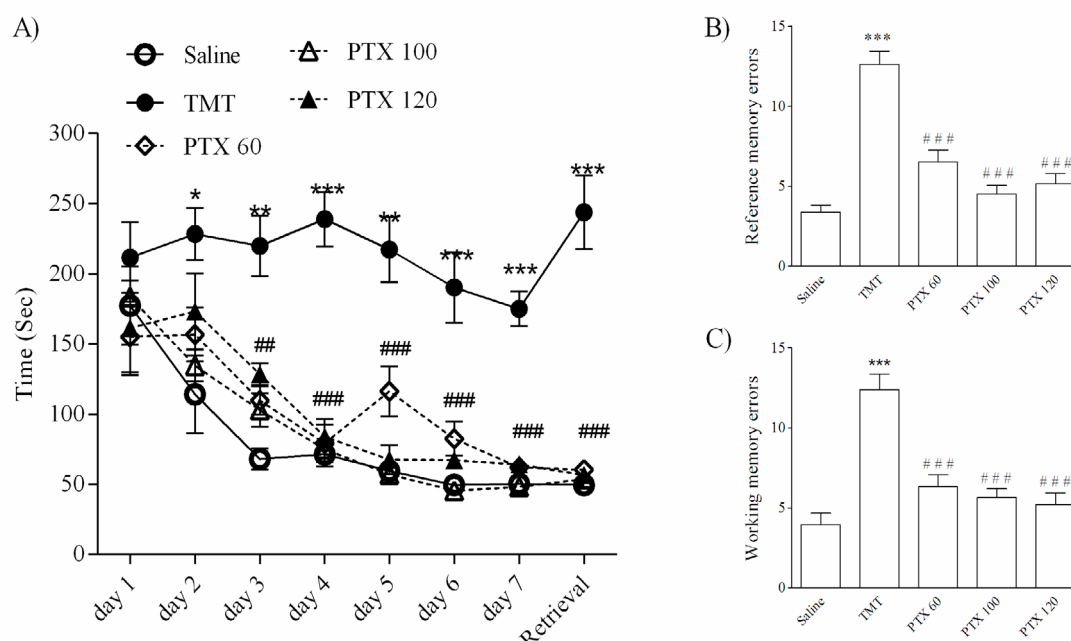 A)
Saline
TMT
PTX 60
PTX 100
PTX 120
Time (Sec)
300
250
200
150
100
50
0
*
**
***
**
***
***
***
##
###
###
###
###
###
day 1
day 2
day 3
day 4
day 5
day 6
day 7
Retrieval
B)
Reference memory errors
15
10
5
0
***
###
###
###
Saline
TMT
PTX 60
PTX 100
PTX 120
C)
Working memory errors
15
10
5
0
***
###
###
###
Saline
TMT
PTX 60
PTX 100
PTX 120